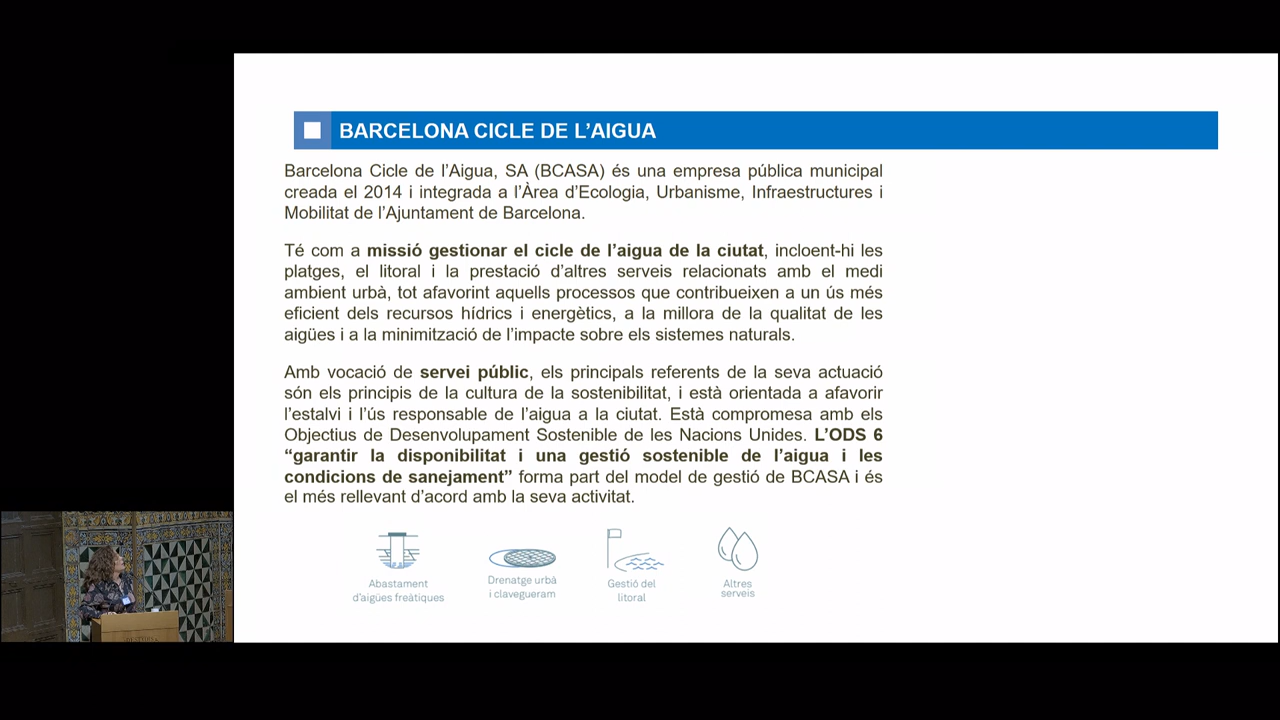 BARCELONA CICLE DE L’AIGUA
Barcelona Cicle de l’Aigua, SA (BCASA) és una empresa pública municipal
creada el 2014 i integrada a l’Àrea d’Ecologia, Urbanisme, Infraestructures i
Mobilitat de l’Ajuntament de Barcelona.
Té com a missió gestionar el cicle de l’aigua de la ciutat, incloent-hi les
platges, el litoral i la prestació d’altres serveis relacionats amb el medi
ambient urbà, tot afavorint aquells processos que contribueixen a un ús més
eficient dels recursos hídrics i energètics, a la millora de la qualitat de les
aigües i a la minimització de l’impacte sobre els sistemes naturals.
Amb vocació de servei públic, els principals referents de la seva actuació
són els principis de la cultura de la sostenibilitat, i està orientada a afavorir
l’estalvi i l’ús responsable de l’aigua a la ciutat. Està compromesa amb els
Objectius de Desenvolupament Sostenible de les Nacions Unides. L’ODS 6
“garantir la disponibilitat i una gestió sostenible de l’aigua i les
condicions de sanejament” forma part del model de gestió de BCASA i és
el més rellevant d’acord amb la seva activitat.
Abastament
d’aigües freàtiques
Drenatge urbà
i clavegueram
Gestió del
litoral
Altres
serveis